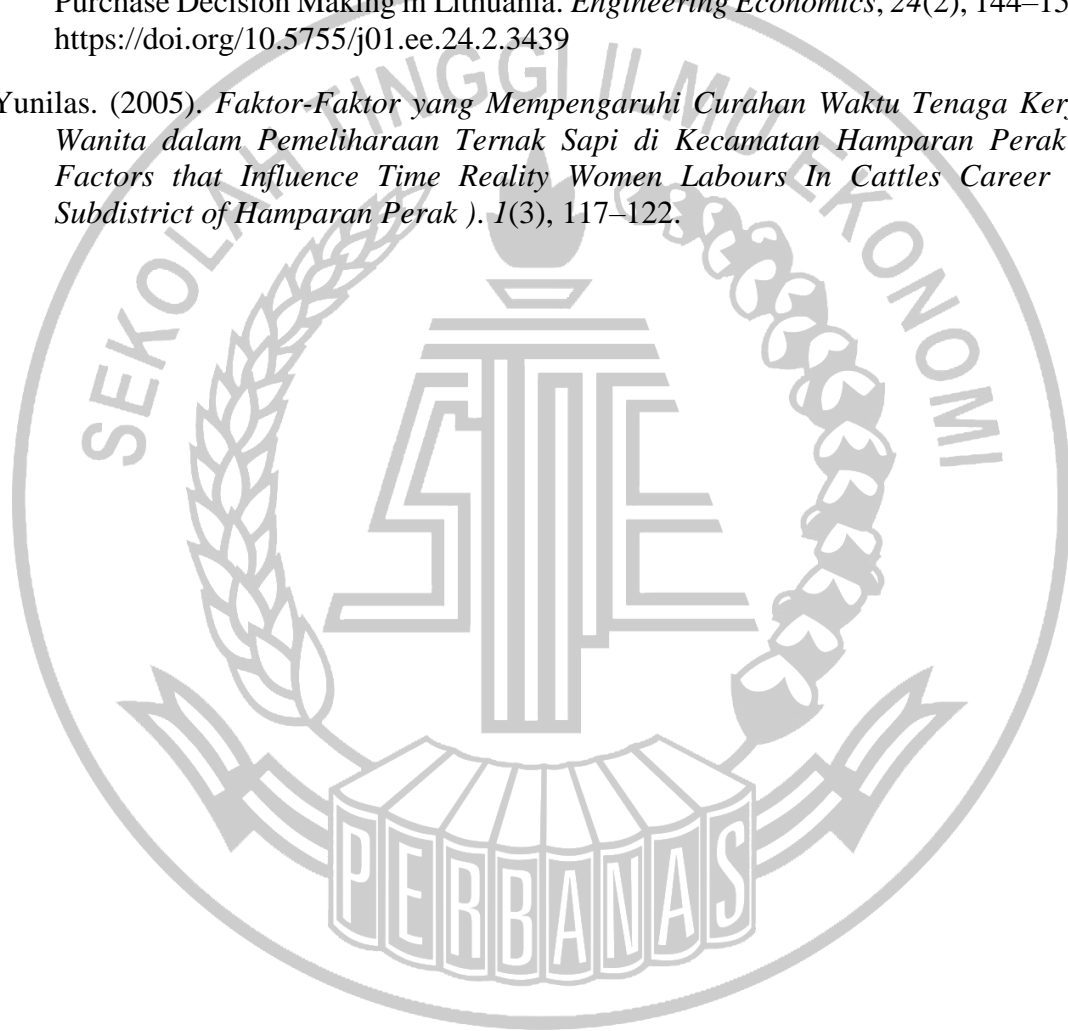 Purchase Decision Making in Lithuania. Engineering Economics, 24(2), 144–15
https://doi.org/10.5755/j01.ee.24.2.3439
Yunilas. (2005). Faktor-Faktor yang Mempengaruhi Curahan Waktu Tenaga Ker
Wanita dalam Pemeliharaan Ternak Sapi di Kecamatan Hamparan Perak
Factors that Influence Time Reality Women Labours In Cattles Career
Subdistrict of Hamparan Perak ). 1(3), 117–122.
SEKOLAH TINGGI ILMU EKONOMI
STIE
PERBANAS